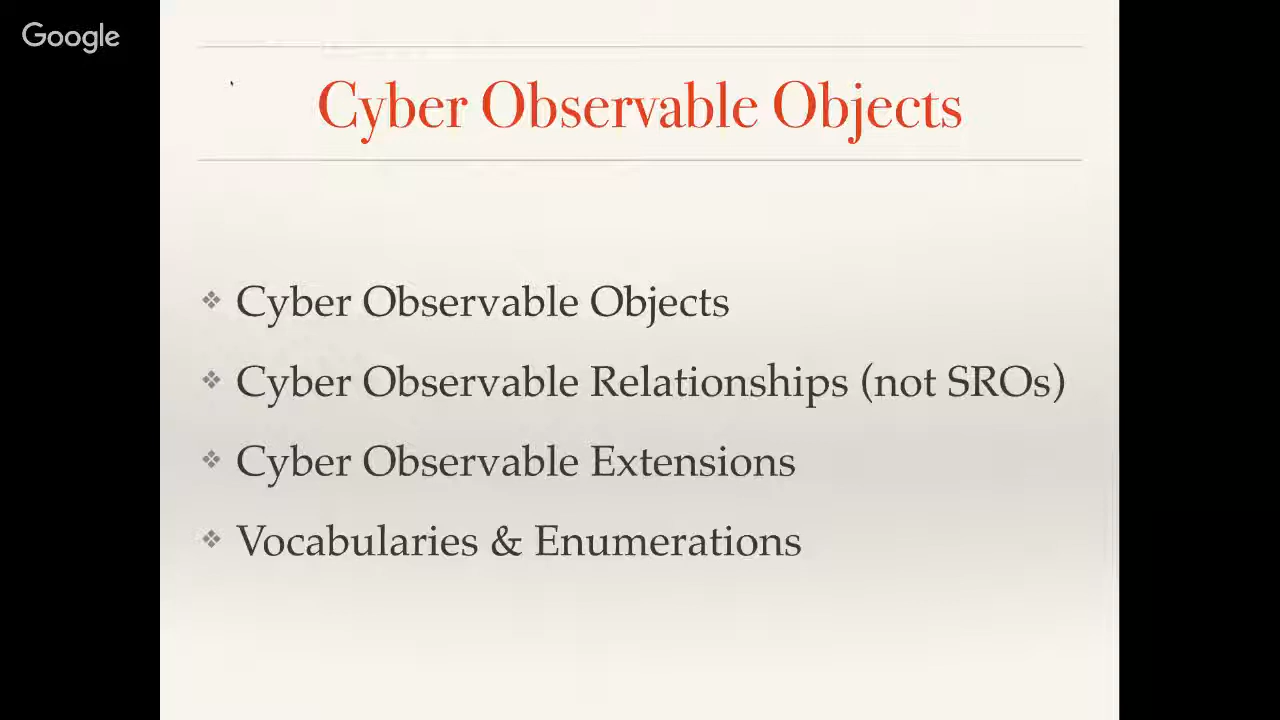 Google
Cyber Observable Objects
Cyber Observable Objects
Cyber Observable Relationships (not SROs)
Cyber Observable Extensions
Vocabularies & Enumerations